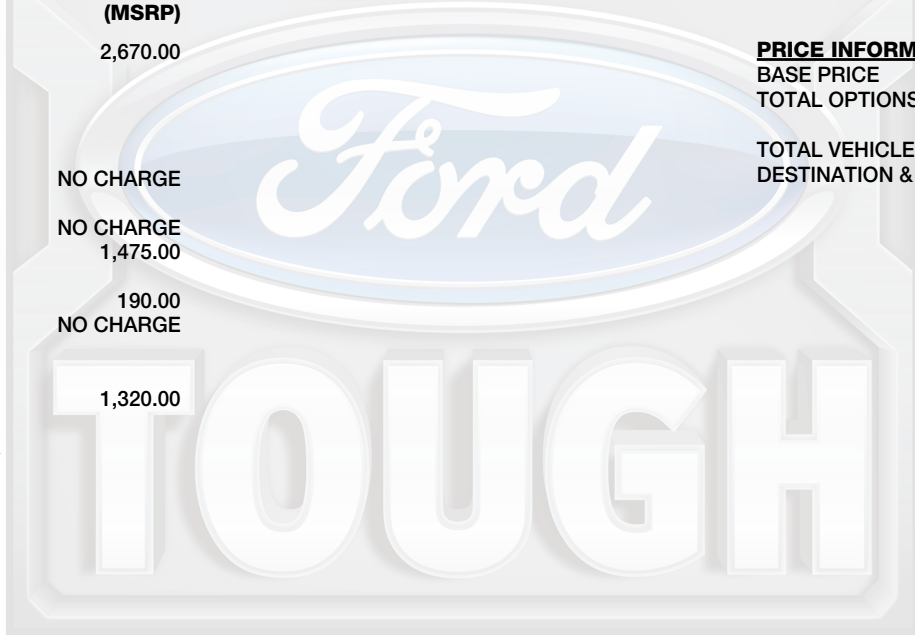 (MSRP)
2,670.00
NO CHARGE
NO CHARGE
1,475.00
190.00
NO CHARGE
1,320.00
PRICE INFORM
BASE PRICE
TOTAL OPTIONS
TOTAL VEHICLE
DESTINATION &
Ford
TOUGH